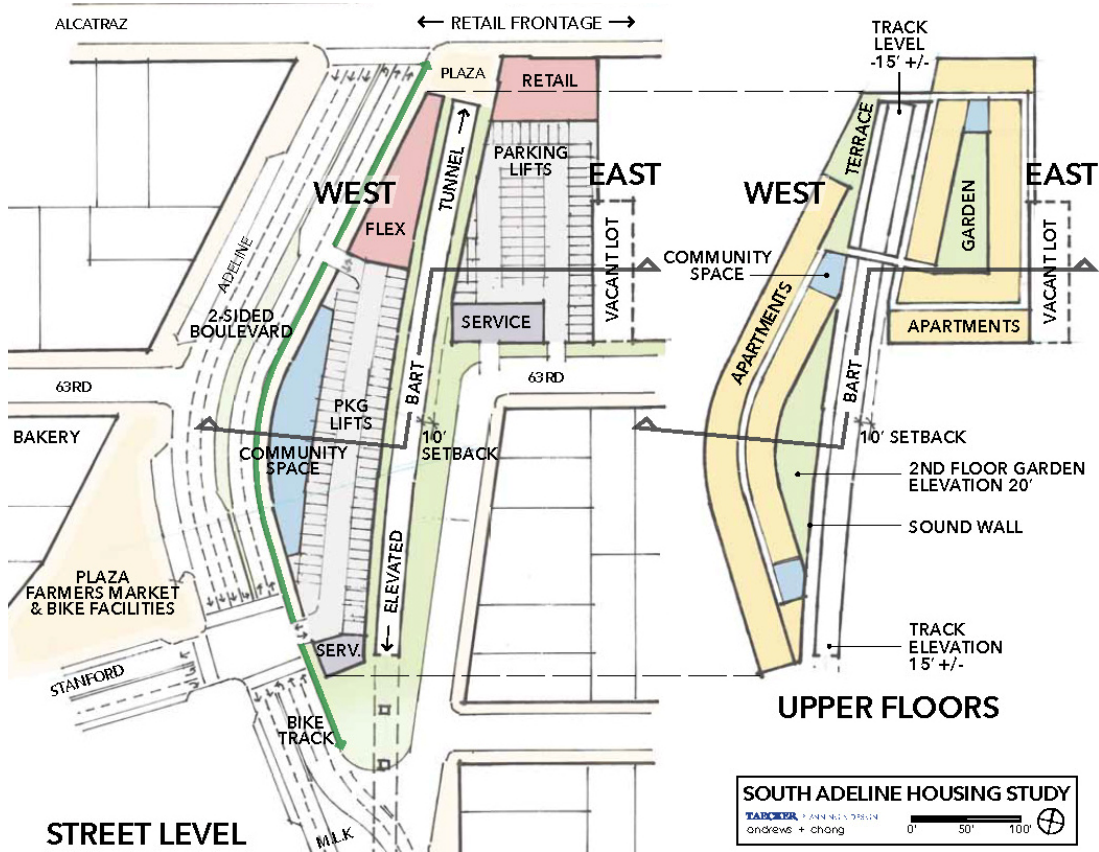 ALCATRAZ
← RETAIL FRONTAGE →
PLAZA
RETAIL
TUNNEL
PARKING
LIFTS
WEST
EAST
FLEX
ADELINE
2-SIDED
BOULEVARD
VACANT LOT
SERVICE
63RD
63RD
BART
PKG
LIFTS
10'
SETBACK
BAKERY
COMMUNITY
SPACE
ELEVATED
PLAZA
FARMERS MARKET
& BIKE FACILITIES
SERV.
STANFORD
BIKE
TRACK
M.L.K
STREET LEVEL
TRACK
LEVEL
-15' +/-
TERRACE
WEST
EAST
GARDEN
COMMUNITY
SPACE
APARTMENTS
VACANT LOT
APARTMENTS
BART
10' SETBACK
2ND FLOOR GARDEN
ELEVATION 20'
SOUND WALL
TRACK
ELEVATION
15' +/-
UPPER FLOORS
SOUTH ADELINE HOUSING STUDY
TAECKER PLANNING & DESIGN
andrews + chang
0' 50' 100'